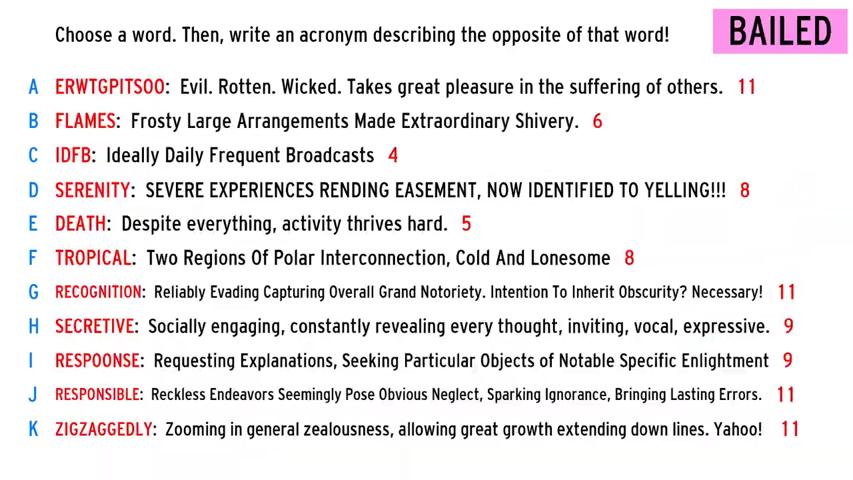 Choose a word. Then, write an acronym describing the opposite of that word!
BAILED
A ERWTGPITSOO: Evil. Rotten. Wicked. Takes great pleasure in the suffering of others. 11
B FLAMES: Frosty Large Arrangements Made Extraordinary Shivery. 6
C IDFB: Ideally Daily Frequent Broadcasts 4
D SERENITY: SEVERE EXPERIENCES RENDING EASEMENT, NOW IDENTIFIED TO YELLING!!! 8
E DEATH: Despite everything, activity thrives hard. 5
F TROPICAL: Two Regions Of Polar Interconnection, Cold And Lonesome 8
G RECOGNITION: Reliably Evading Capturing Overall Grand Notoriety. Intention To Inherit Obscurity? Necessary! 11
H SECRETIVE: Socially engaging, constantly revealing every thought, inviting, vocal, expressive. 9
I RESPOONSE: Requesting Explanations, Seeking Particular Objects of Notable Specific Enlightment 9
J RESPONSIBLE: Reckless Endeavors Seemingly Pose Obvious Neglect, Sparking Ignorance, Bringing Lasting Errors. 11
K ZIGZAGGEDLY: Zooming in general zealousness, allowing great growth extending down lines. Yahoo! 11